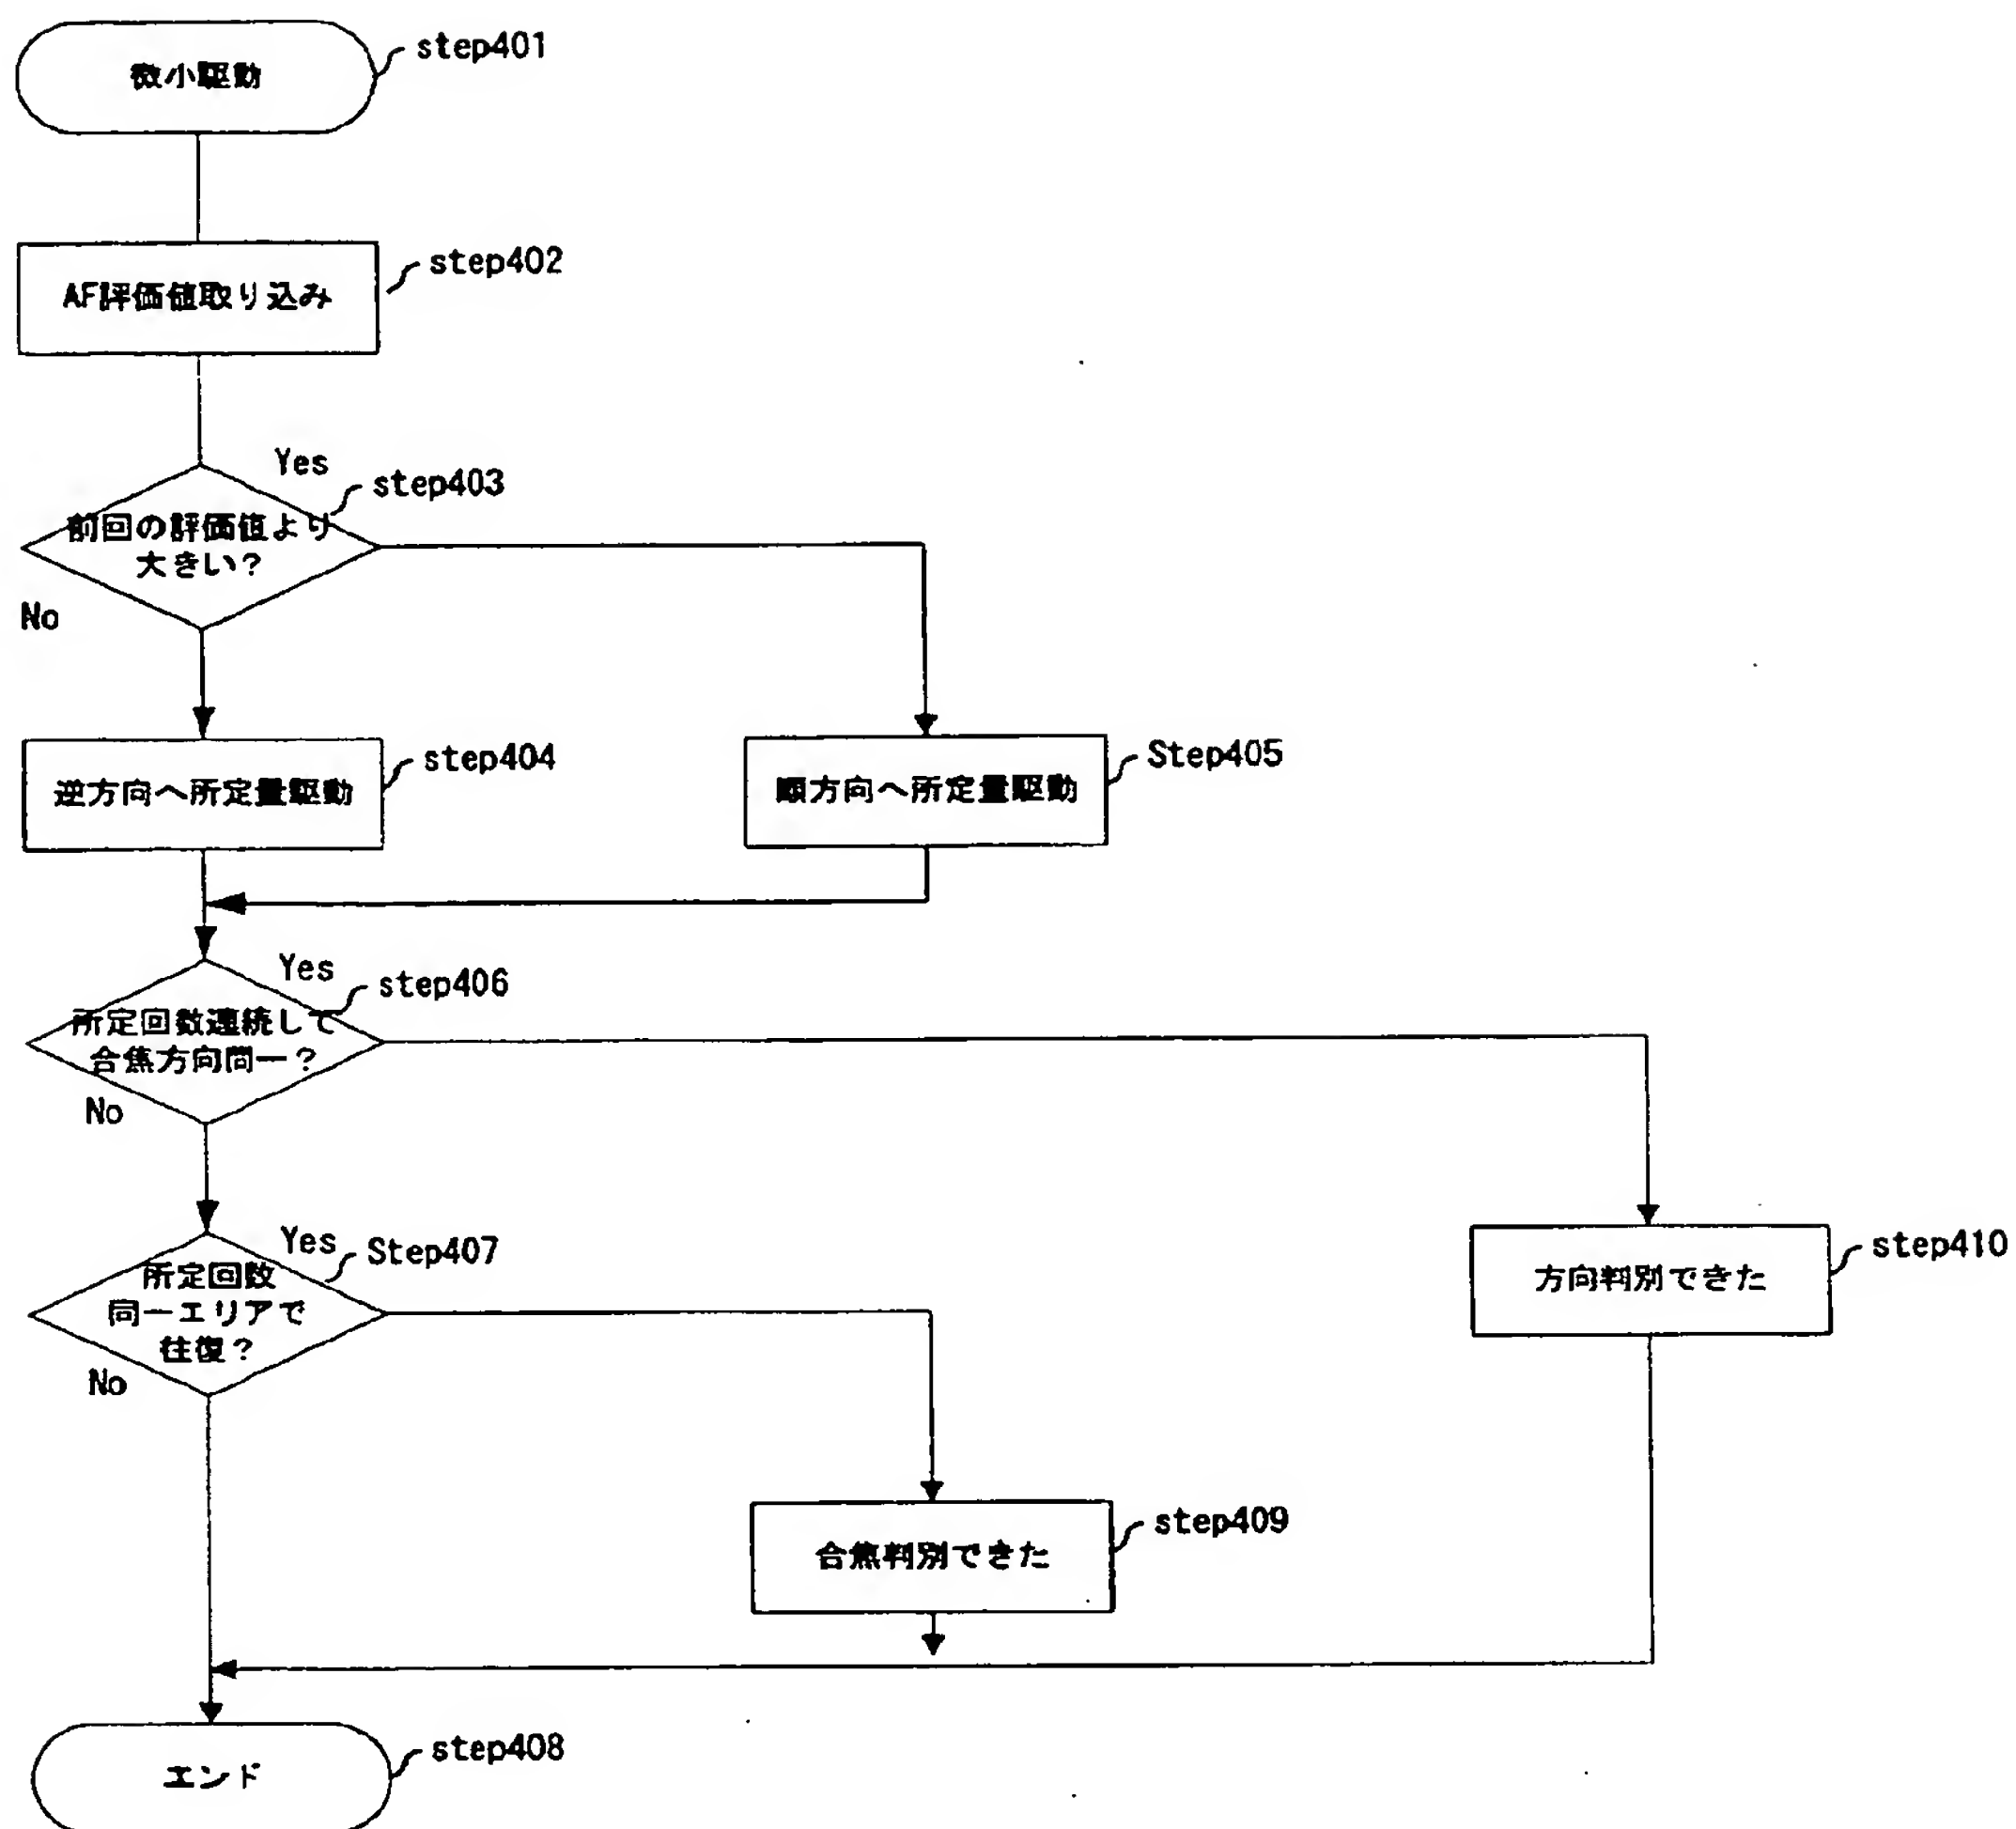 微小駆動
step401
AF評価値取り込み
step402
Yes
step403
前回の評価値より
大きい?
No
逆方向へ所定量駆動
step404
順方向へ所定量駆動
Step405
Yes
step406
所定回数連続して
合焦方向同一?
No
Yes
Step407
所定回数
同一エリアで
往復?
No
方向判別できた
step410
合焦判別できた
step409
エンド
step408